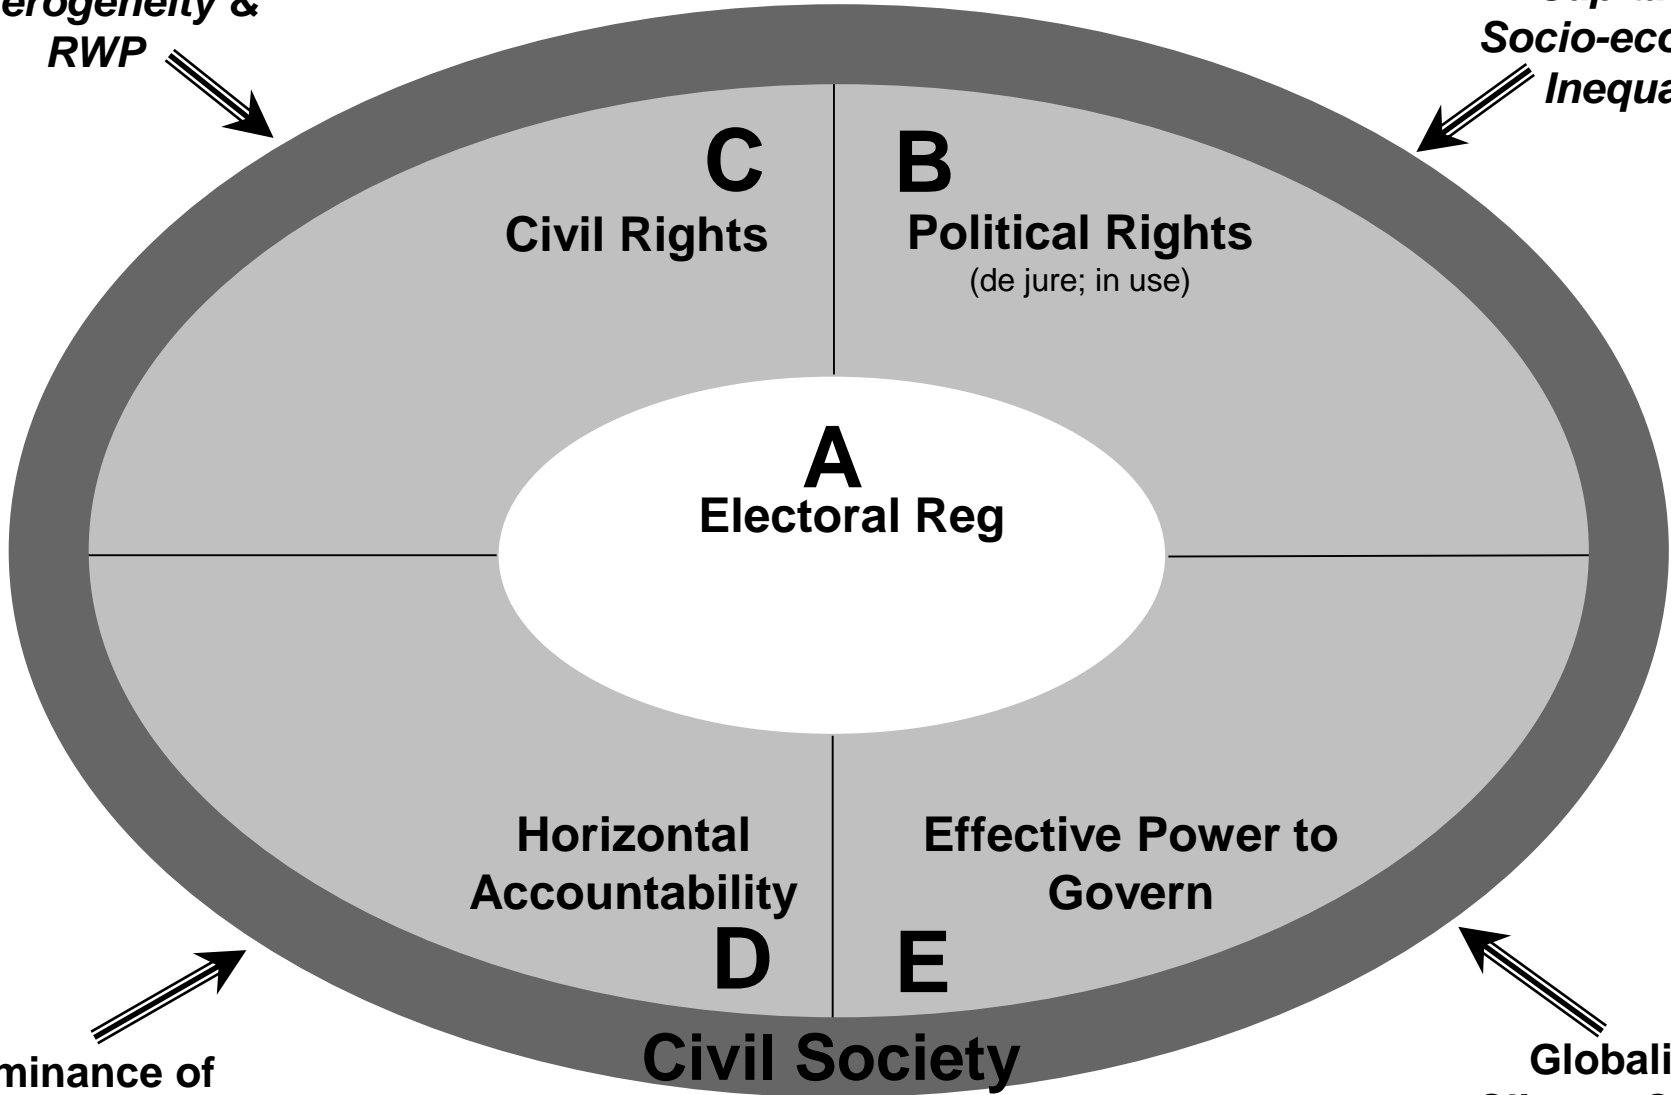 RWP
Socio-eco
Inequa
C
B
Civil Rights
Political Rights
(de jure; in use)
A
Electoral Reg
Horizontal
Accountability
Effective Power to
Govern
D
E
Civil Society
minance of
Globali
erogeneity &